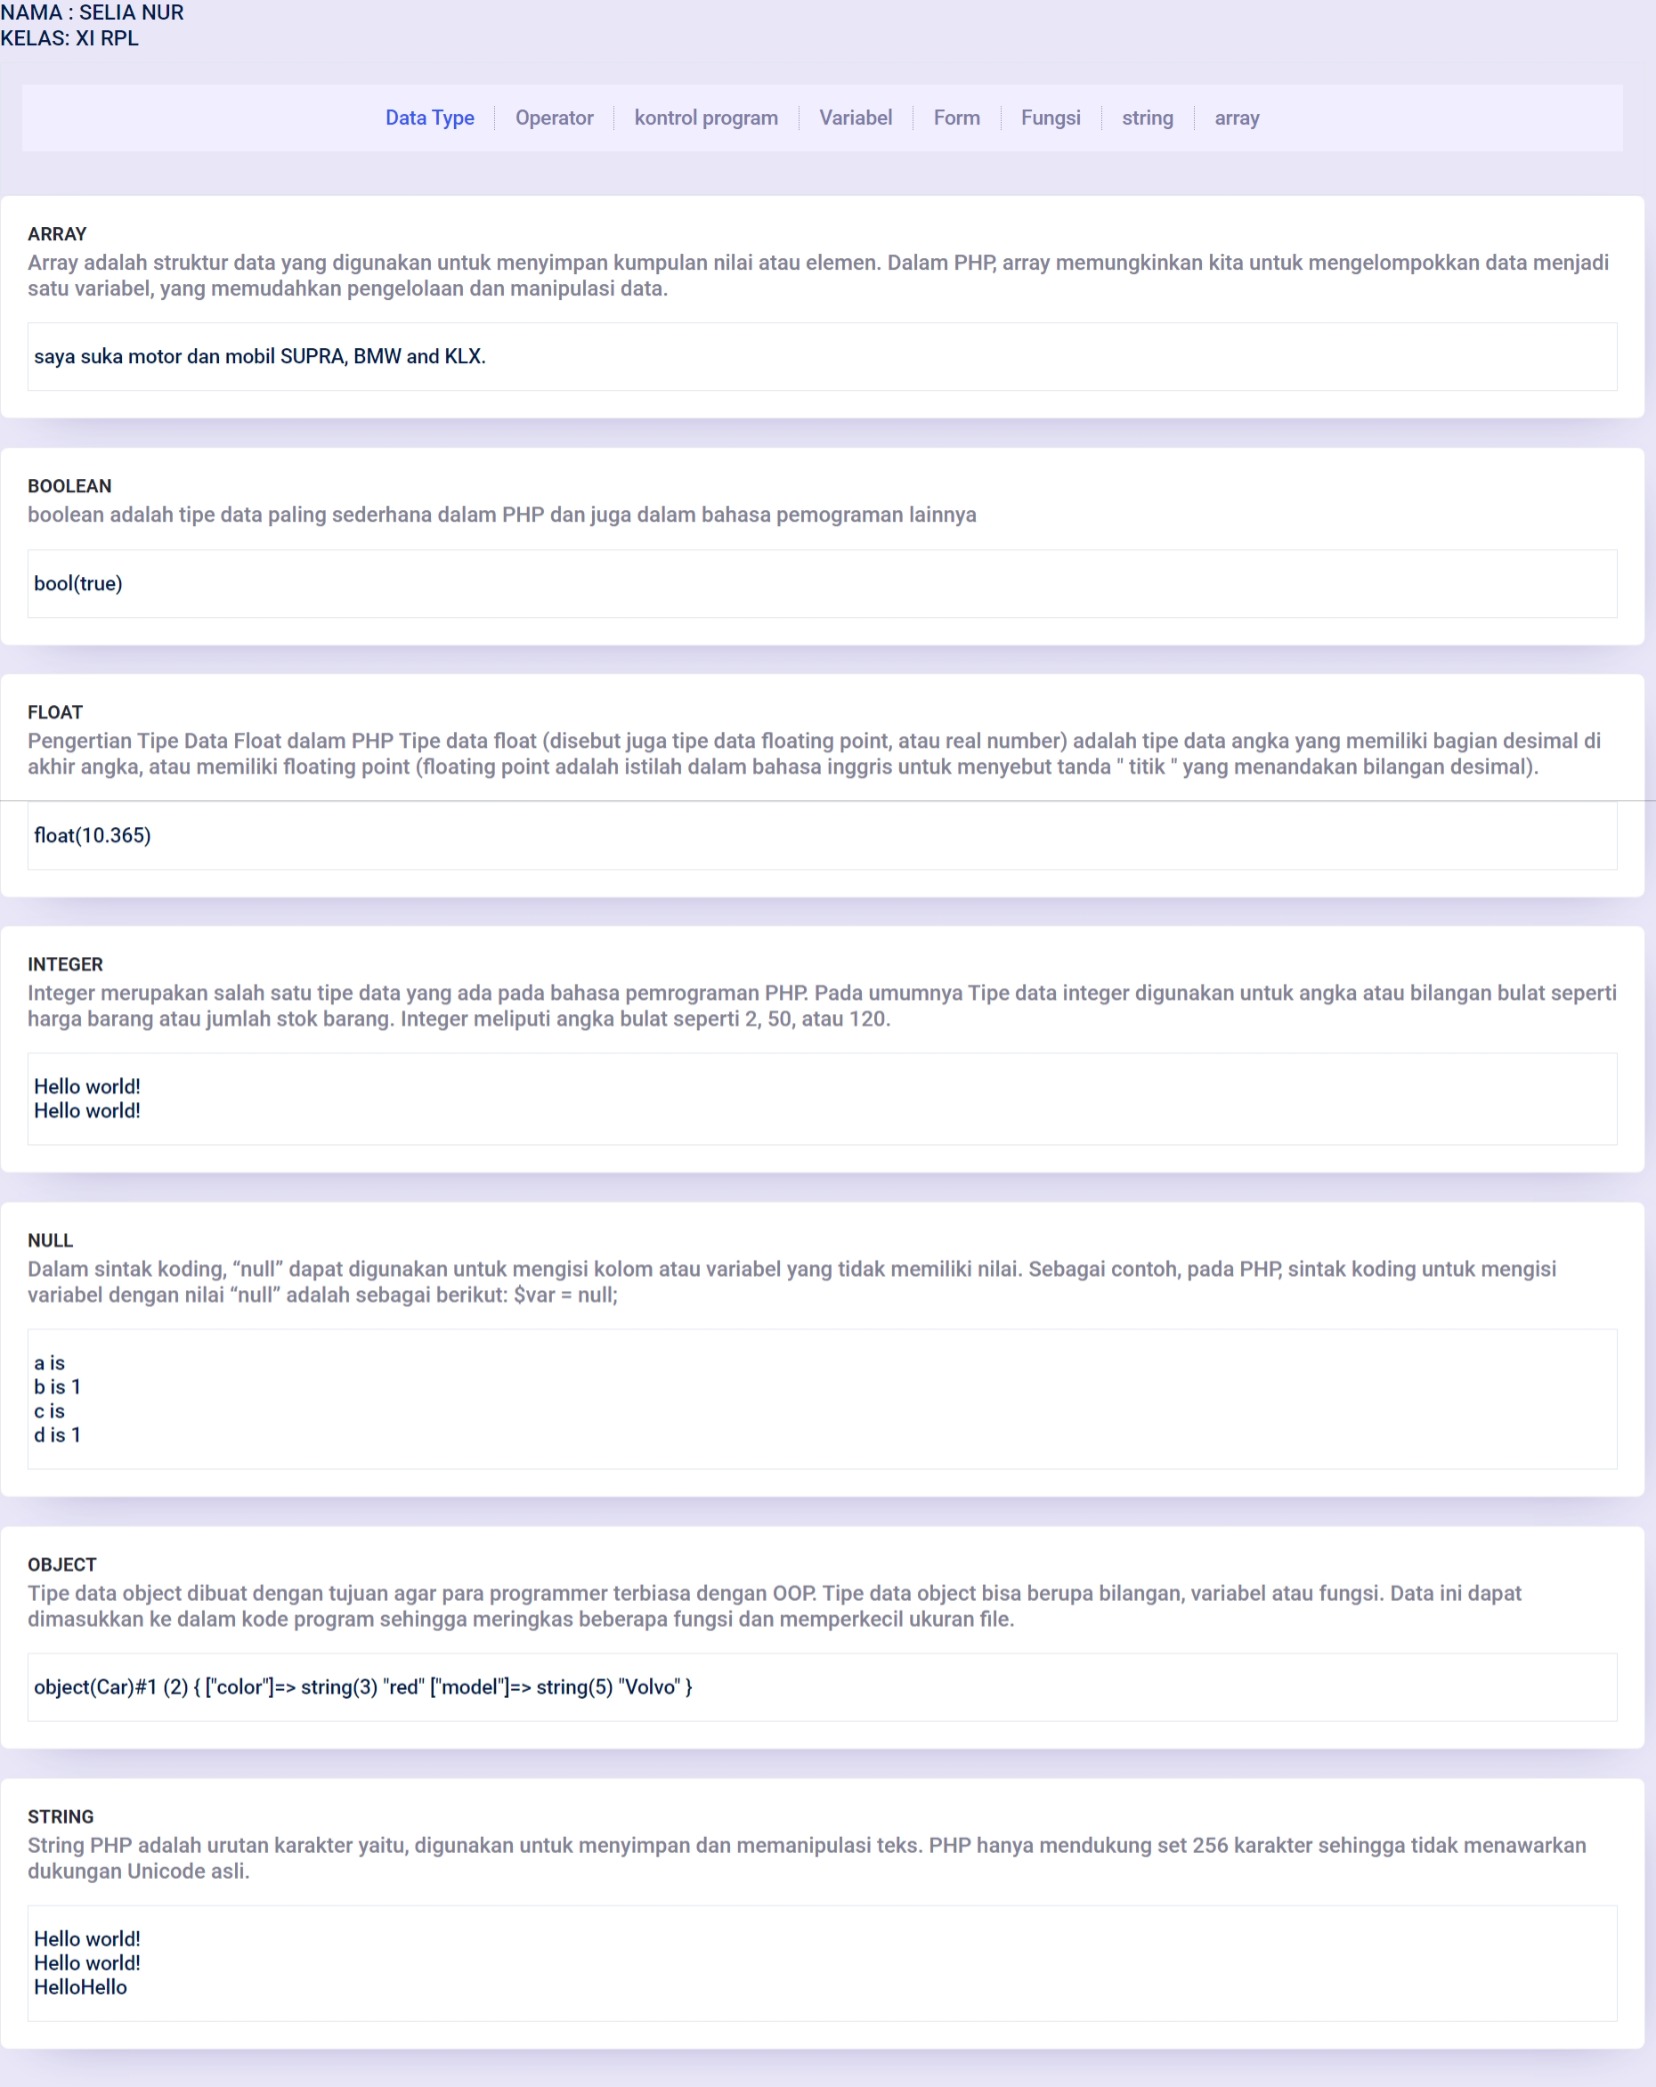 NAMA : SELIA NUR
KELAS: XI RPL
Data Type Operator kontrol program Variabel Form Fungsi string array
ARRAY
Array adalah struktur data yang digunakan untuk menyimpan kumpulan nilai atau elemen. Dalam PHP, array memungkinkan kita untuk mengelompokkan data menjadi
satu variabel, yang memudahkan pengelolaan dan manipulasi data.
saya suka motor dan mobil SUPRA, BMW and KLX.
BOOLEAN
boolean adalah tipe data paling sederhana dalam PHP dan juga dalam bahasa pemograman lainnya
bool(true)
FLOAT
Pengertian Tipe Data Float dalam PHP Tipe data float (disebut juga tipe data floating point, atau real number) adalah tipe data angka yang memiliki bagian desimal di
akhir angka, atau memiliki floating point (floating point adalah istilah dalam bahasa inggris untuk menyebut tanda " titik " yang menandakan bilangan desimal).
float(10.365)
INTEGER
Integer merupakan salah satu tipe data yang ada pada bahasa pemrograman PHP. Pada umumnya Tipe data integer digunakan untuk angka atau bilangan bulat seperti
harga barang atau jumlah stok barang. Integer meliputi angka bulat seperti 2, 50, atau 120.
Hello world!
Hello world!
NULL
Dalam sintak koding, “null” dapat digunakan untuk mengisi kolom atau variabel yang tidak memiliki nilai. Sebagai contoh, pada PHP, sintak koding untuk mengisi
variabel dengan nilai “null” adalah sebagai berikut: $var = null;
a is
b is 1
c is
d is 1
OBJECT
Tipe data object dibuat dengan tujuan agar para programmer terbiasa dengan OOP. Tipe data object bisa berupa bilangan, variabel atau fungsi. Data ini dapat
dimasukkan ke dalam kode program sehingga meringkas beberapa fungsi dan memperkecil ukuran file.
object(Car)#1 (2) { ["color"]=> string(3) "red" ["model"]=> string(5) "Volvo" }
STRING
String PHP adalah urutan karakter yaitu, digunakan untuk menyimpan dan memanipulasi teks. PHP hanya mendukung set 256 karakter sehingga tidak menawarkan
dukungan Unicode asli.
Hello world!
Hello world!
HelloHello